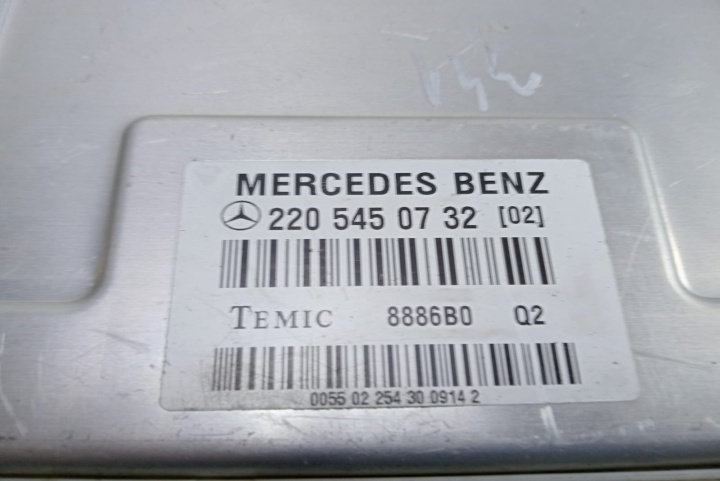 MERCEDES BENZ
220 545 07 32 [02]
TEMIC 8886B0 Q2
0055 02 254 30 0914 2